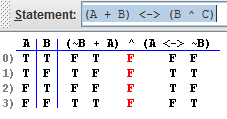 Statement: (A + B) <-> (B ^ C)
A B (~B + A) ^ (A <-> ~B)
0) T T F T F F F
1) T F T F F T T
2) F T F F F T F
3) F F T F F F T